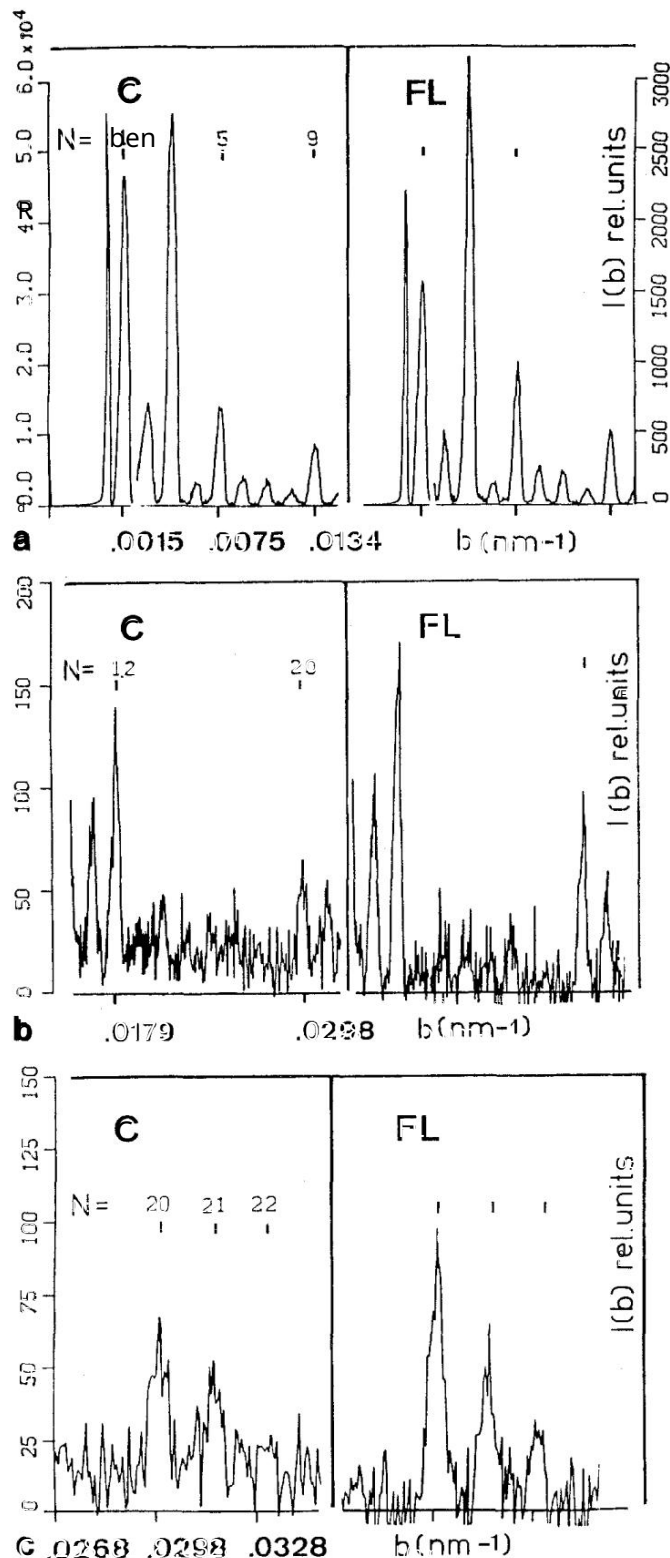 6.0 x 10⁴
5.0
4.0
3.0
2.0
1.0
0.0
C
FL
N= ben 5 9
3000
2500
2000
1500
1000
500
0
I(b) rel.units
a .0015 .0075 .0134 b(nm-1)
200
150
100
50
0
C
FL
N= 12 20
I(b) rel.units
b .0179 .0298 b(nm-1)
150
125
100
75
50
25
0
C
FL
N= 20 21 22
I(b) rel.units
c .0268 .0298 .0328 b(nm-1)